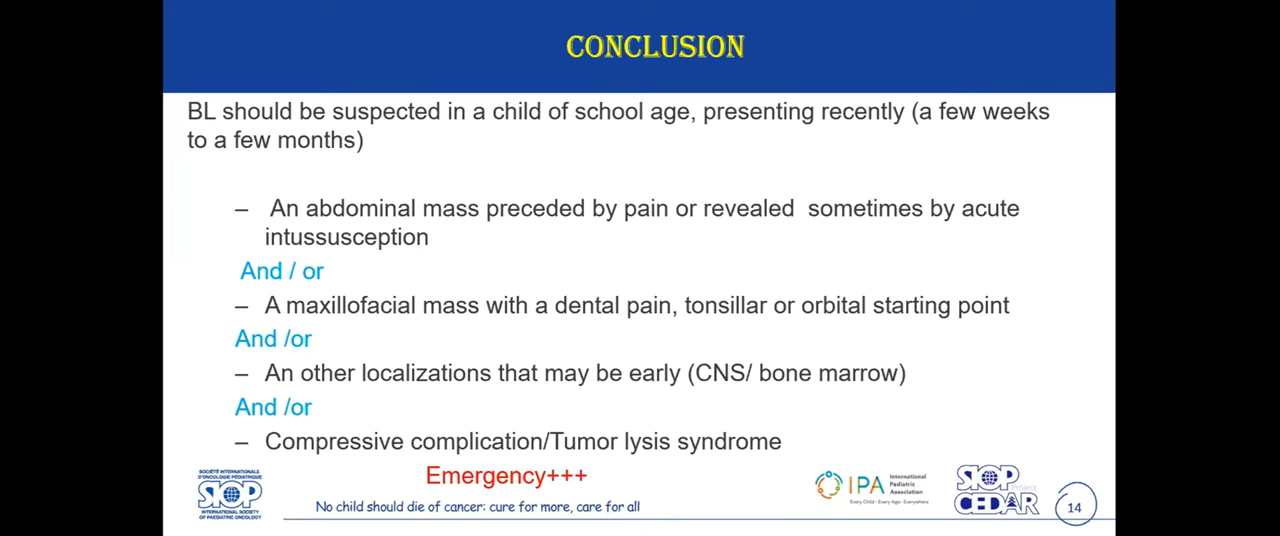 CONCLUSION
BL should be suspected in a child of school age, presenting recently (a few weeks
to a few months)
– An abdominal mass preceded by pain or revealed sometimes by acute
intussusception
And / or
– A maxillofacial mass with a dental pain, tonsillar or orbital starting point
And /or
– An other localizations that may be early (CNS/ bone marrow)
And /or
– Compressive complication/Tumor lysis syndrome
Emergency+++
SOCIÉTÉ INTERNATIONALE
D'ONCOLOGIE PÉDIATRIQUE
SIOP
INTERNATIONAL SOCIETY
OF PAEDIATRIC ONCOLOGY
No child should die of cancer: cure for more, care for all
IPA
International
Pediatric
Association
Every Child · Every Age · Everywhere
SIOP
Project
CEDAR
14